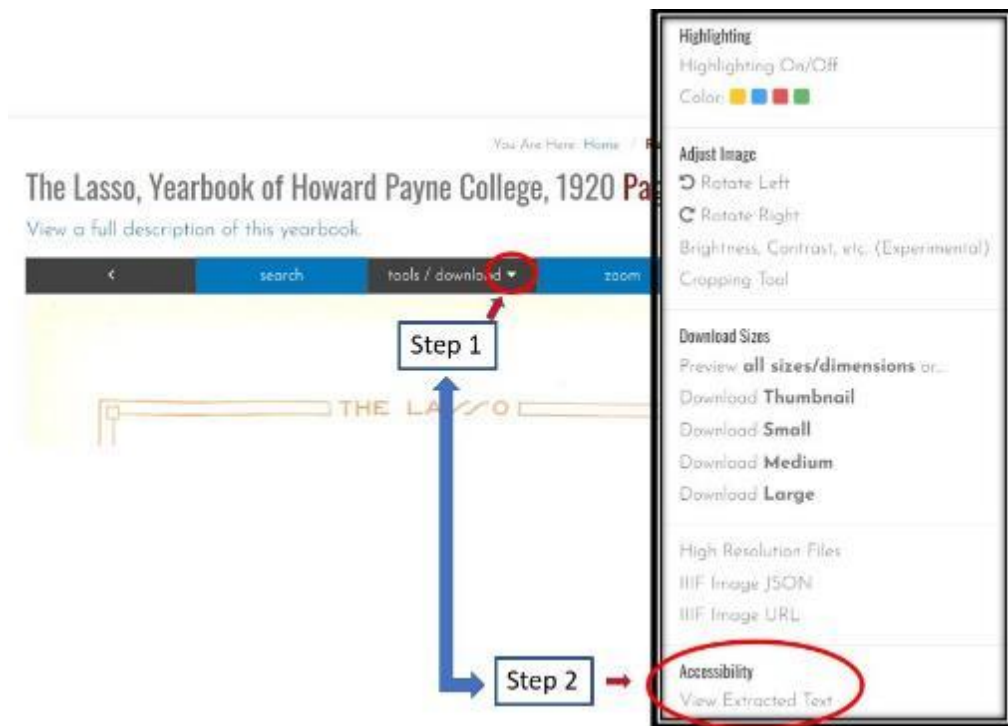 You Are Here: Home /
The Lasso, Yearbook of Howard Payne College, 1920
View a full description of this yearbook.
<
search
tools / download
zoom
Step 1
THE LASSO
Step 2
Highlighting
Highlighting On/Off
Color:
Adjust Image
Rotate Left
Rotate Right
Brightness, Contrast, etc. (Experimental)
Cropping Tool
Download Sizes
Preview all sizes/dimensions or...
Download Thumbnail
Download Small
Download Medium
Download Large
High Resolution Files
IIIF Image JSON
IIIF Image URL
Accessibility
View Extracted Text